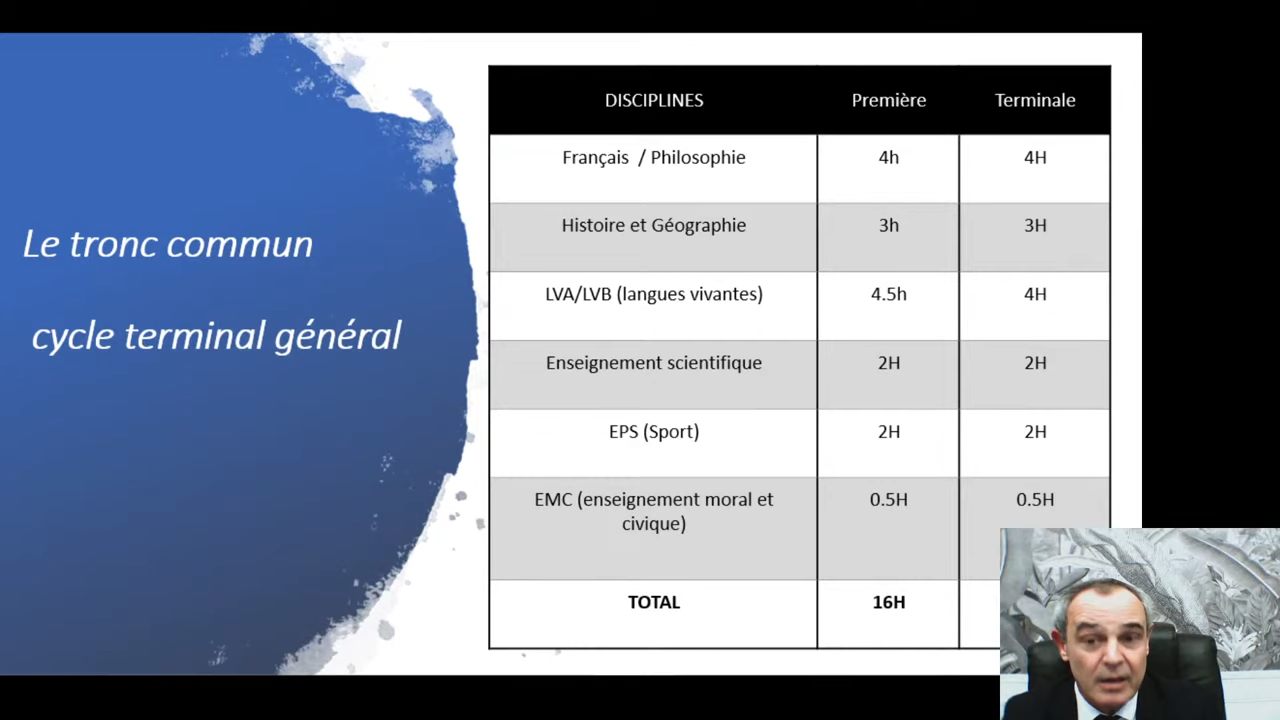 Le tronc commun
cycle terminal général
DISCIPLINES Première Terminale
Français / Philosophie 4h 4H
Histoire et Géographie 3h 3H
LVA/LVB (langues vivantes) 4.5h 4H
Enseignement scientifique 2H 2H
EPS (Sport) 2H 2H
EMC (enseignement moral et 0.5H 0.5H
civique)
TOTAL 16H